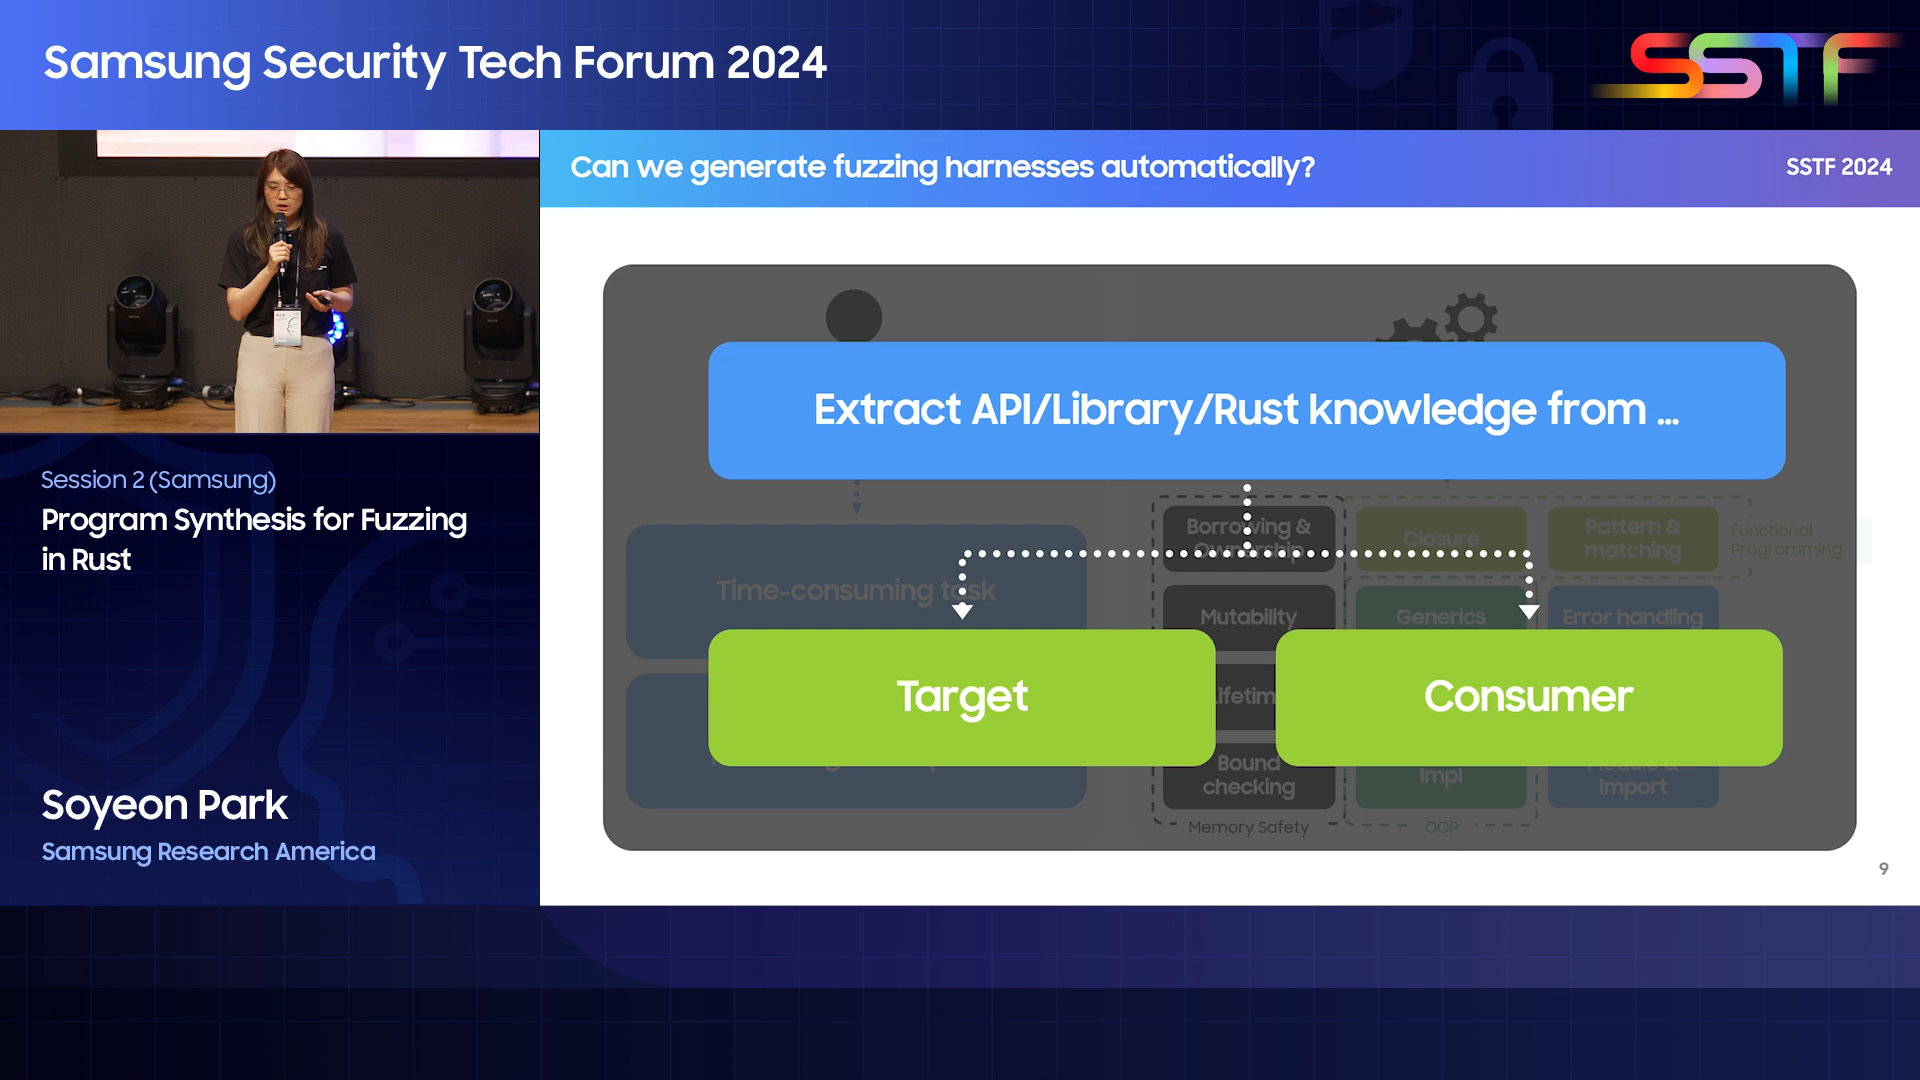 Samsung Security Tech Forum 2024
SSTF
Can we generate fuzzing harnesses automatically?
SSTF 2024
Extract API/Library/Rust knowledge from ...
Target
Consumer
Time-consuming task
Borrowing &
Ownership
Closure
Pattern &
matching
Functional
Programming
Mutability
Generics
Error handling
Bound
checking
Impl
Import
Memory Safety
OOP
9
Session 2 (Samsung)
Program Synthesis for Fuzzing
in Rust
Soyeon Park
Samsung Research America